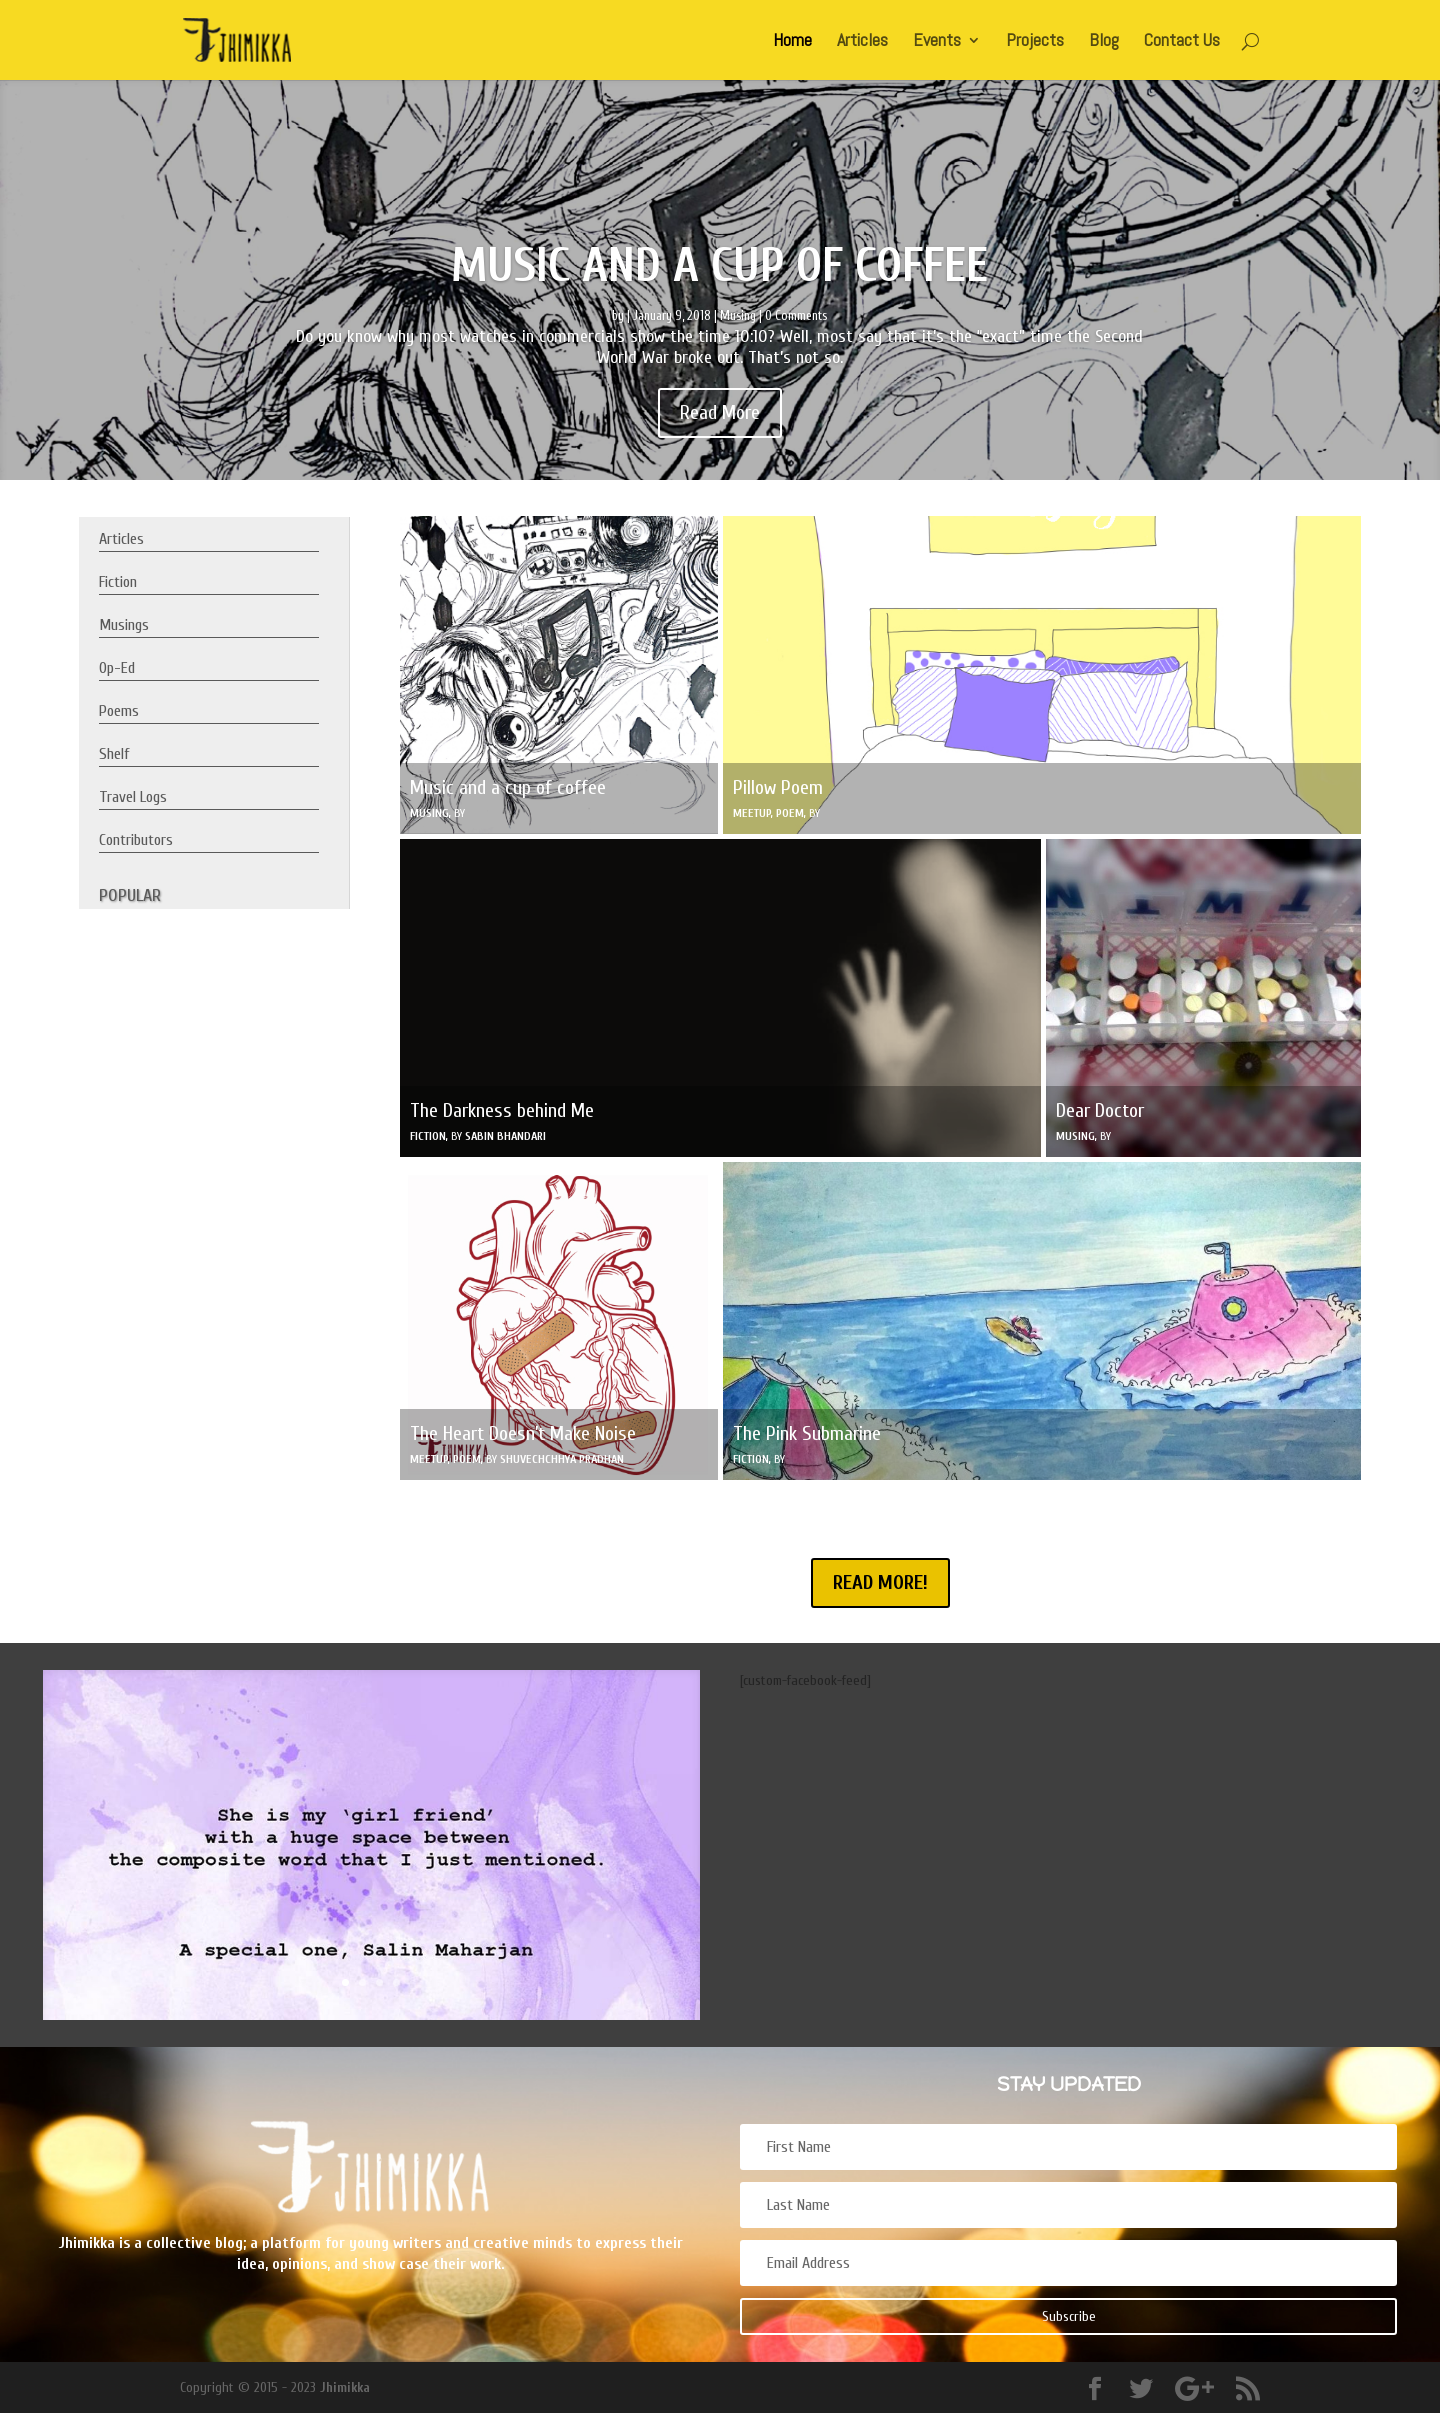 JHIMIKKA
Home
Articles
Events
Projects
Blog
Contact Us
MUSIC AND A CUP OF COFFEE
by | January 9, 2018 | Musing | 0 Comments
Do you know why most watches in commercials show the time 10:10? Well, most say that it's the “exact” time the Second
World War broke out. That's not so.
Read More
Articles
Fiction
Musings
Op-Ed
Poems
Shelf
Travel Logs
Contributors
POPULAR
Music and a cup of coffee
MUSING, BY
Pillow Poem
MEETUP, POEM, BY
The Darkness behind Me
FICTION, BY SABIN BHANDARI
N T W T
Dear Doctor
MUSING, BY
The Heart Doesn't Make Noise
JHIMIKKA
MEETUP, POEM, BY SHUVECHCHHYA PRADHAN
The Pink Submarine
FICTION, BY
READ MORE!
She is my ‘girl friend’
with a huge space between
the composite word that I just mentioned.
A special one, Salin Maharjan
[custom-facebook-feed]
JHIMIKKA
Jhimikka is a collective blog; a platform for young writers and creative minds to express their
idea, opinions, and show case their work.
STAY UPDATED
First Name
Last Name
Email Address
Subscribe
Copyright © 2015 - 2023 Jhimikka